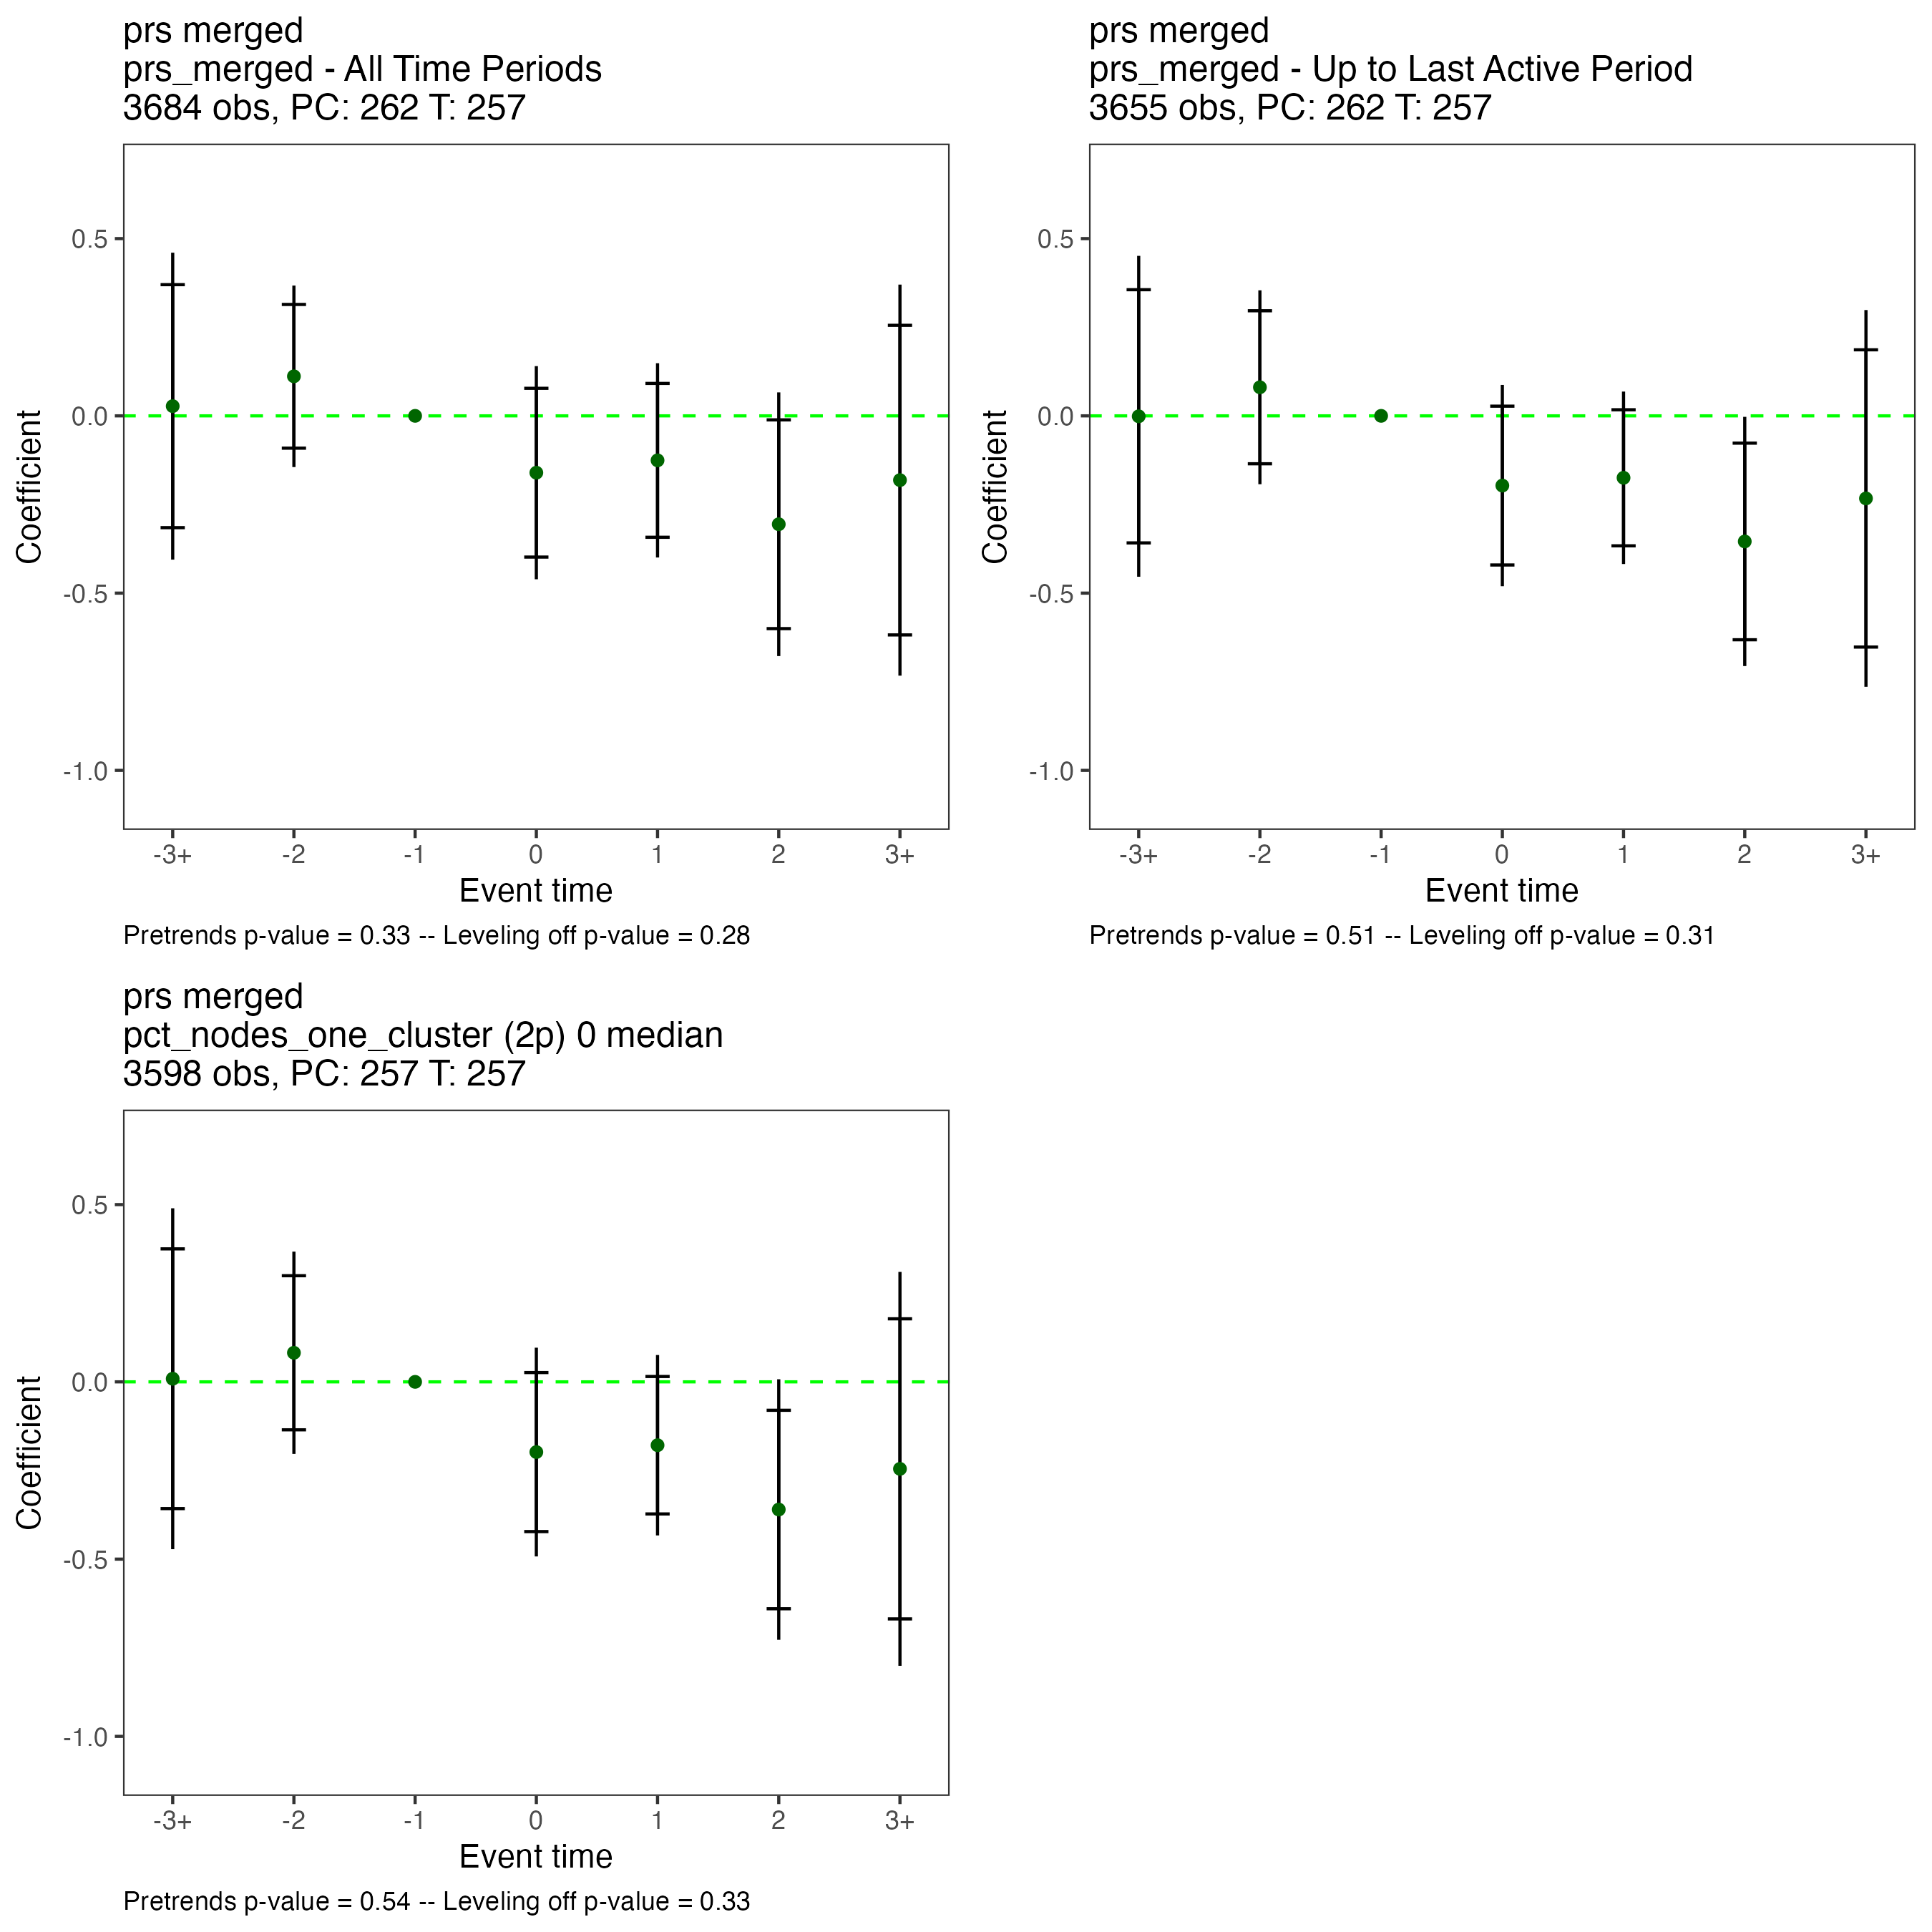 prs merged
prs_merged - All Time Periods
3684 obs, PC: 262 T: 257
Coefficient
0.5
0.0
-0.5
-1.0
-3+ -2 -1 0 1 2 3+
Event time
Pretrends p-value = 0.33 -- Leveling off p-value = 0.28
prs merged
prs_merged - Up to Last Active Period
3655 obs, PC: 262 T: 257
Coefficient
0.5
0.0
-0.5
-1.0
-3+ -2 -1 0 1 2 3+
Event time
Pretrends p-value = 0.51 -- Leveling off p-value = 0.31
prs merged
pct_nodes_one_cluster (2p) 0 median
3598 obs, PC: 257 T: 257
Coefficient
0.5
0.0
-0.5
-1.0
-3+ -2 -1 0 1 2 3+
Event time
Pretrends p-value = 0.54 -- Leveling off p-value = 0.33